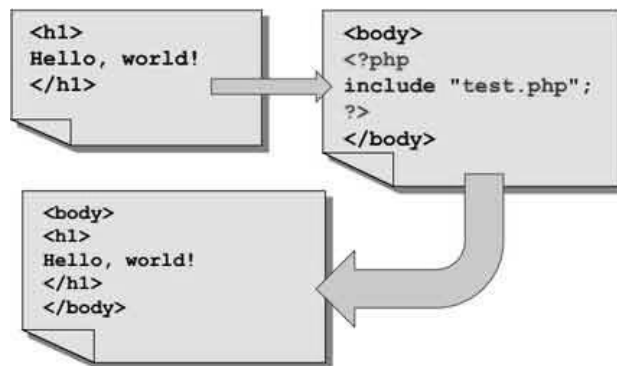 <h1>
Hello, world!
</h1>
<body>
<?php
include "test.php";
?>
</body>
<body>
<h1>
Hello, world!
</h1>
</body>